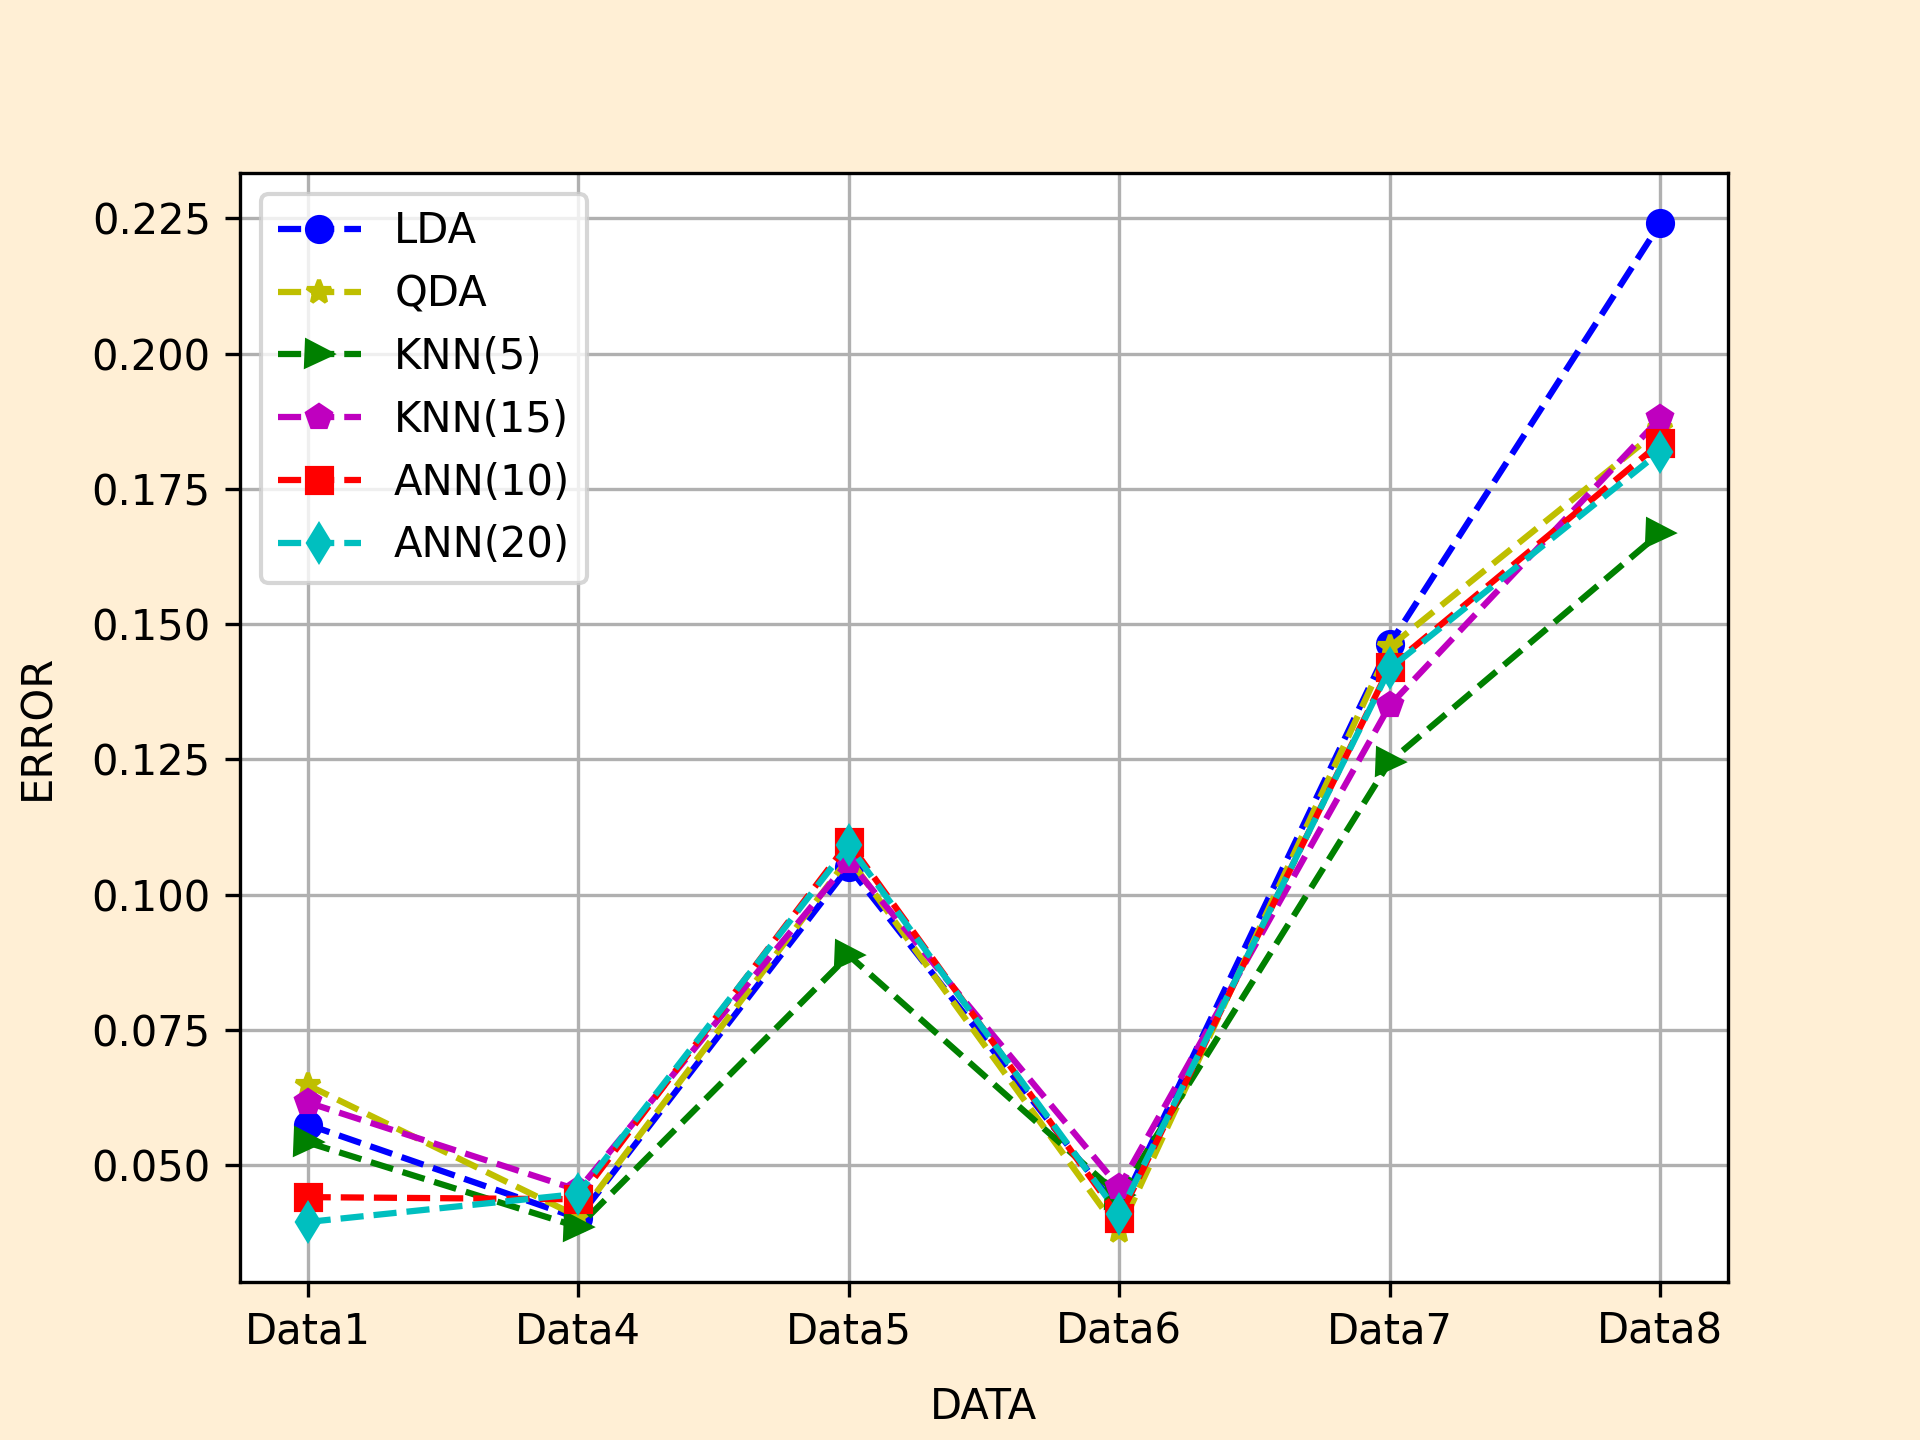 LDA
QDA
KNN(5)
KNN(15)
ANN(10)
ANN(20)
0.225
0.200
0.175
0.150
0.125
0.100
0.075
0.050
ERROR
Data1 Data4 Data5 Data6 Data7 Data8
DATA